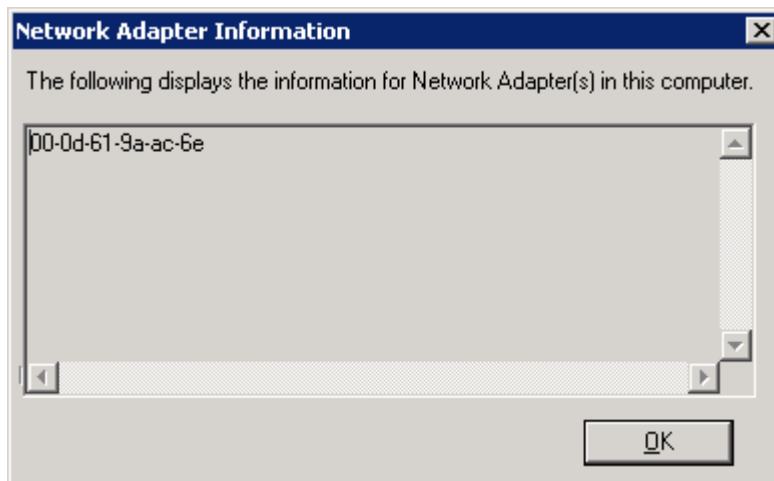 Network Adapter Information
The following displays the information for Network Adapter(s) in this computer.
00-0d-61-9a-ac-6e
OK